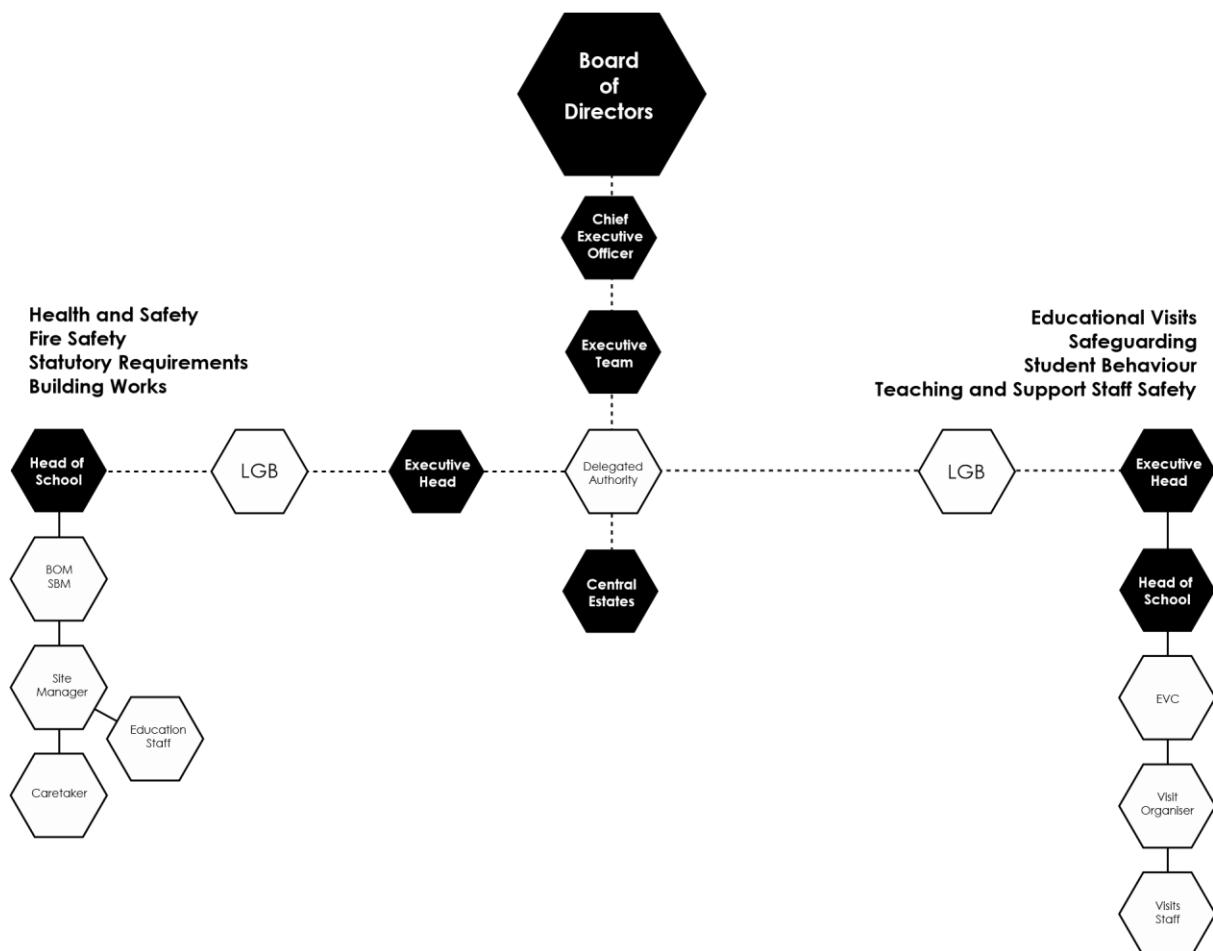 Board
of
Directors
Chief
Executive
Officer
Health and Safety
Fire Safety
Statutory Requirements
Building Works
Executive
Team
Educational Visits
Safeguarding
Student Behaviour
Teaching and Support Staff Safety
Head of
School
LGB
Executive
Head
Delegated
Authority
LGB
Executive
Head
BOM
SBM
Central
Estates
Head of
School
Site
Manager
Education
Staff
Caretaker
EVC
Visit
Organiser
Visits
Staff